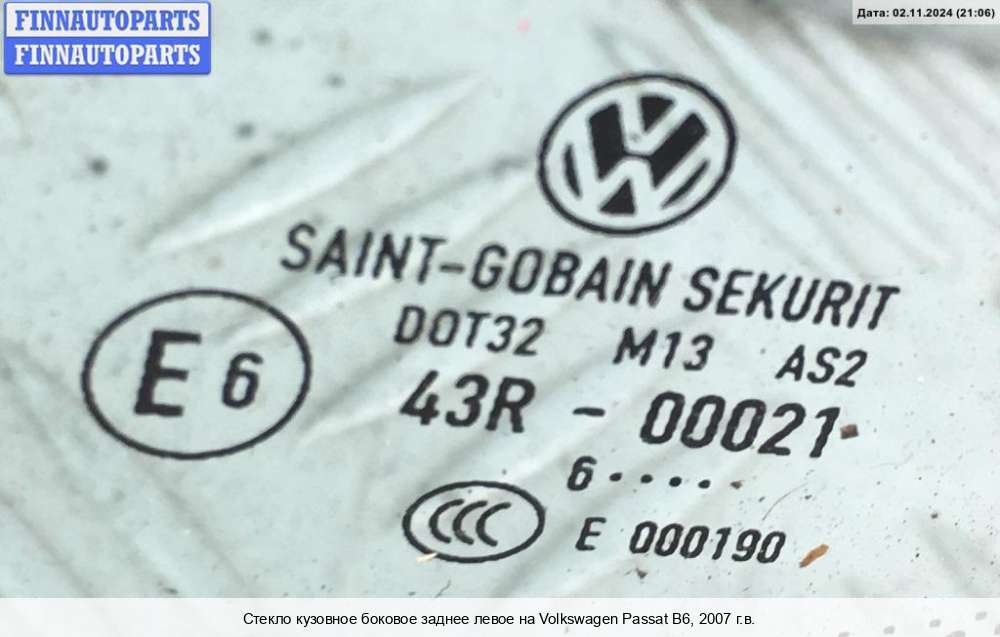 FINNAUTOPARTS
FINNAUTOPARTS
Дата: 02.11.2024 (21:06)
SAINT-GOBAIN SEKURIT
DOT32 M13 AS2
E 6
43R - 00021
6.....
CCC
E 000190
Стекло кузовное боковое заднее левое на Volkswagen Passat B6, 2007 г.в.